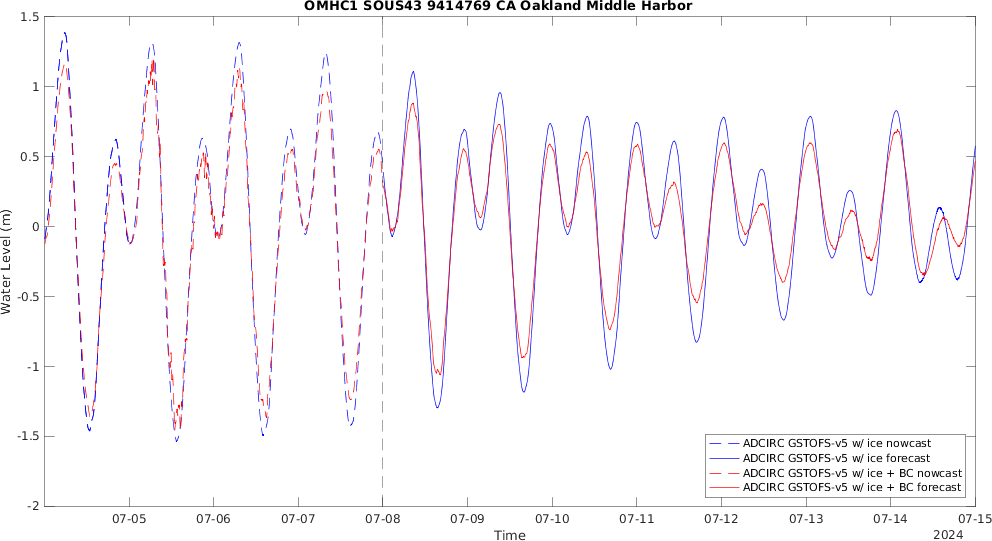 OMHC1 SOUS43 9414769 CA Oakland Middle Harbor
1.5
1
0.5
0
-0.5
-1
-1.5
-2
Water Level (m)
07-05
07-06
07-07
07-08
07-09
07-10
07-11
07-12
07-13
07-14
07-15
Time
2024
ADCIRC GSTOFS-v5 w/ ice nowcast
ADCIRC GSTOFS-v5 w/ ice forecast
ADCIRC GSTOFS-v5 w/ ice + BC nowcast
ADCIRC GSTOFS-v5 w/ ice + BC forecast